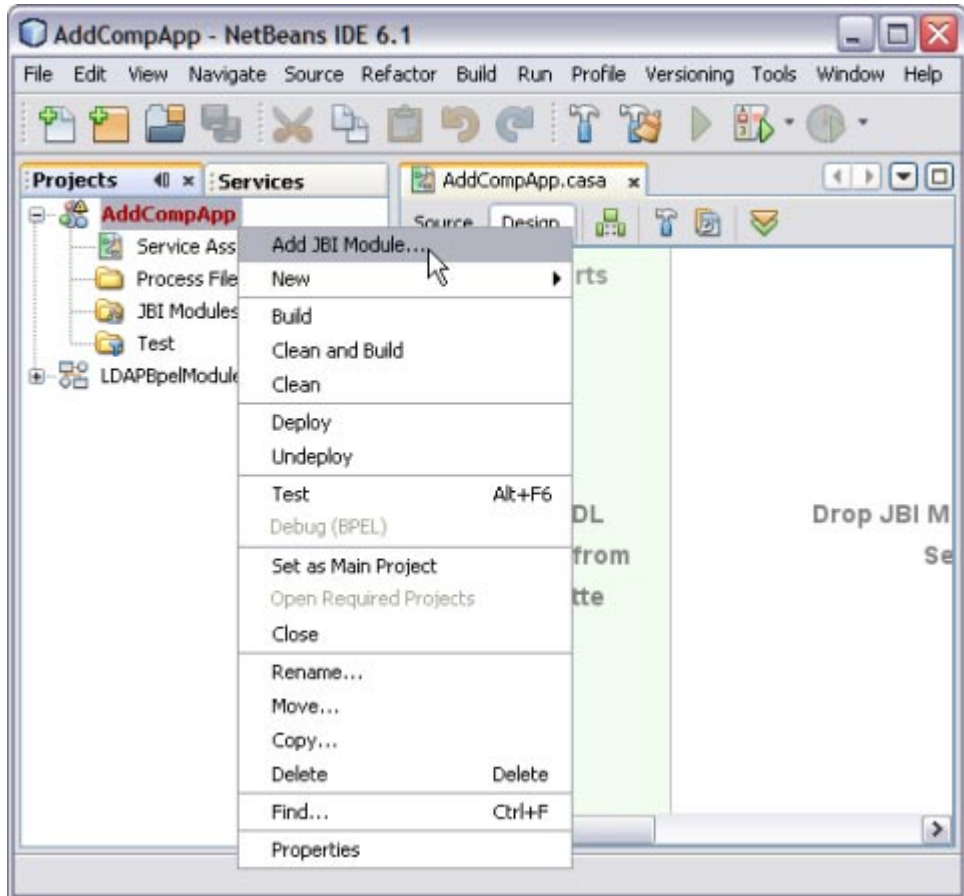 AddCompApp - NetBeans IDE 6.1
File Edit View Navigate Source Refactor Build Run Profile Versioning Tools Window Help
Projects Services AddCompApp.casa
AddCompApp
Source Design
Service Ass
Process File
JBI Modules
Test
LDAPBpelModule
Add JBI Module...
New
Build
Clean and Build
Clean
Deploy
Undeploy
Test Alt+F6
Debug (BPEL)
Set as Main Project
Open Required Projects
Close
Rename...
Move...
Copy...
Delete Delete
Find... Ctrl+F
Properties
rts
DL
from
tte
Drop JBI M
Se